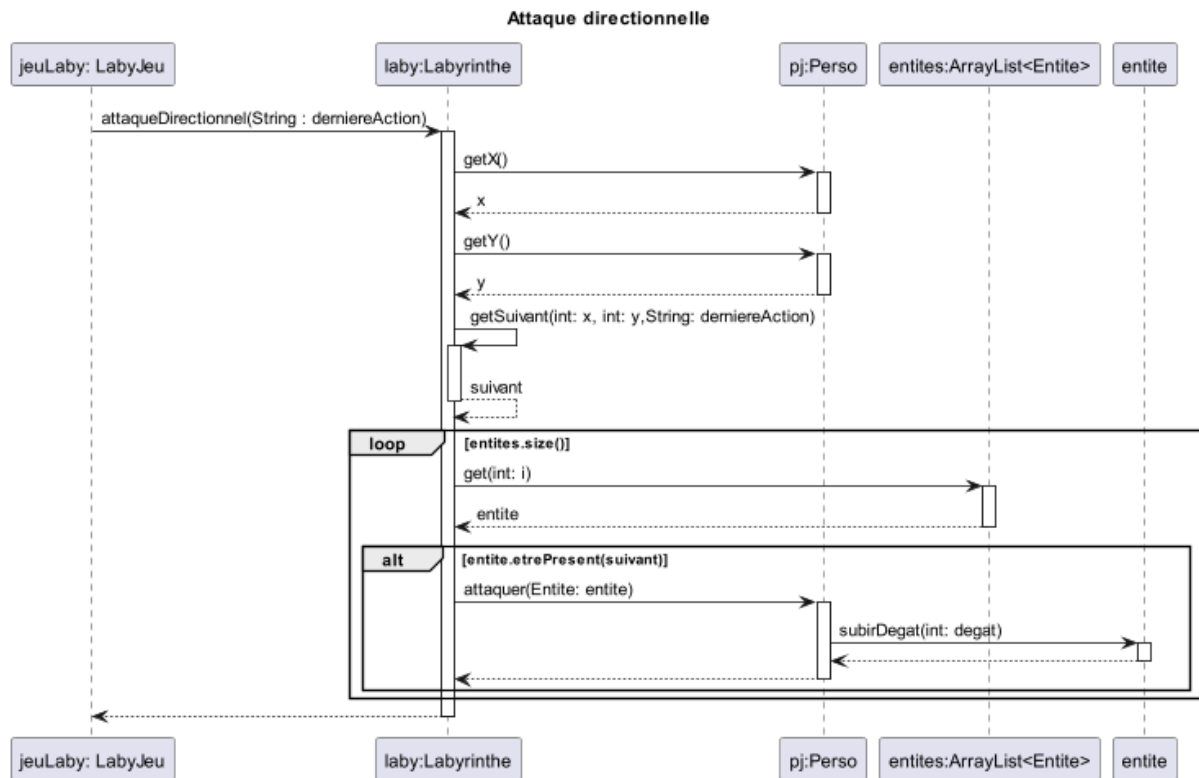 Attaque directionnelle
jeuLaby: LabyJeu
laby:Labyrinthe
pj:Perso
entites:ArrayList<Entite>
entite
attaqueDirectionnel(String : derniereAction)
getX()
x
getY()
y
getSuivant(int: x, int: y,String: derniereAction)
suivant
loop
[entites.size()]
get(int: i)
entite
alt
[entite.etrePresent(suivant)]
attaquer(Entite: entite)
subirDegat(int: degat)
jeuLaby: LabyJeu
laby:Labyrinthe
pj:Perso
entites:ArrayList<Entite>
entite